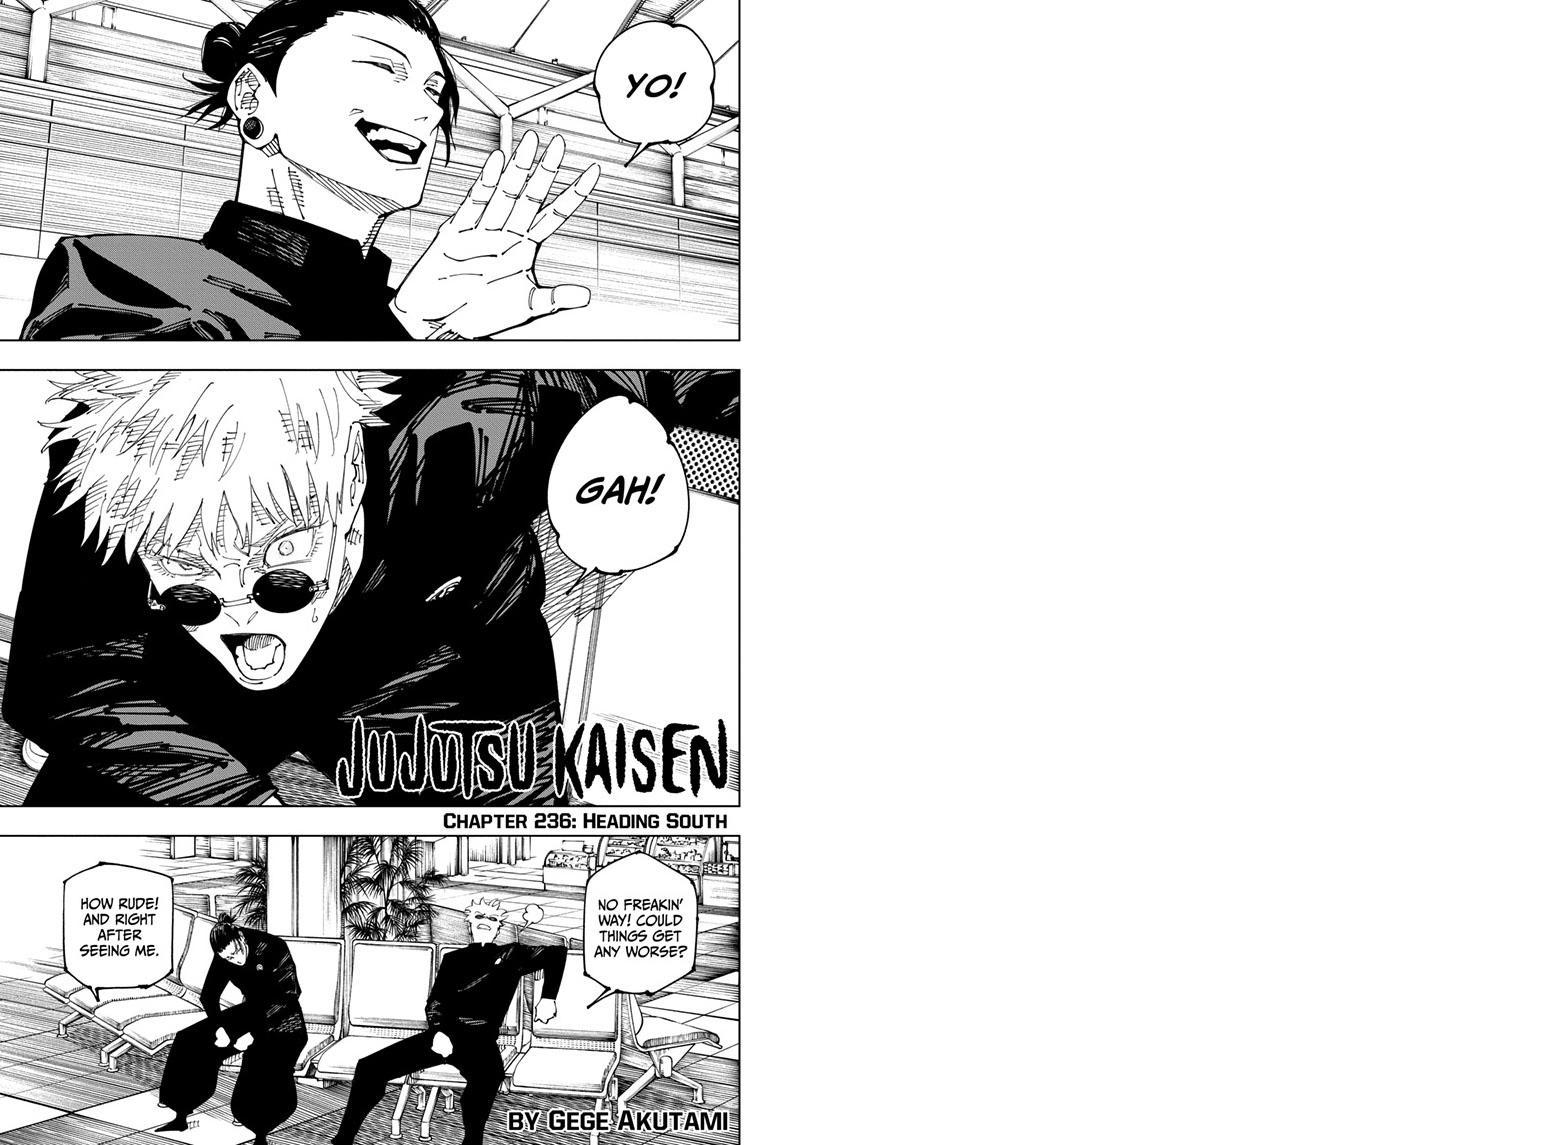 YO!
GAH!
JUJUTSU KAISEN
CHAPTER 236: HEADING SOUTH
NO FREAKIN'
WAY! COULD
THINGS GET
ANY WORSE?
HOW RUDE!
AND RIGHT
AFTER
SEEING ME.
BY GEGE AKUTAMI